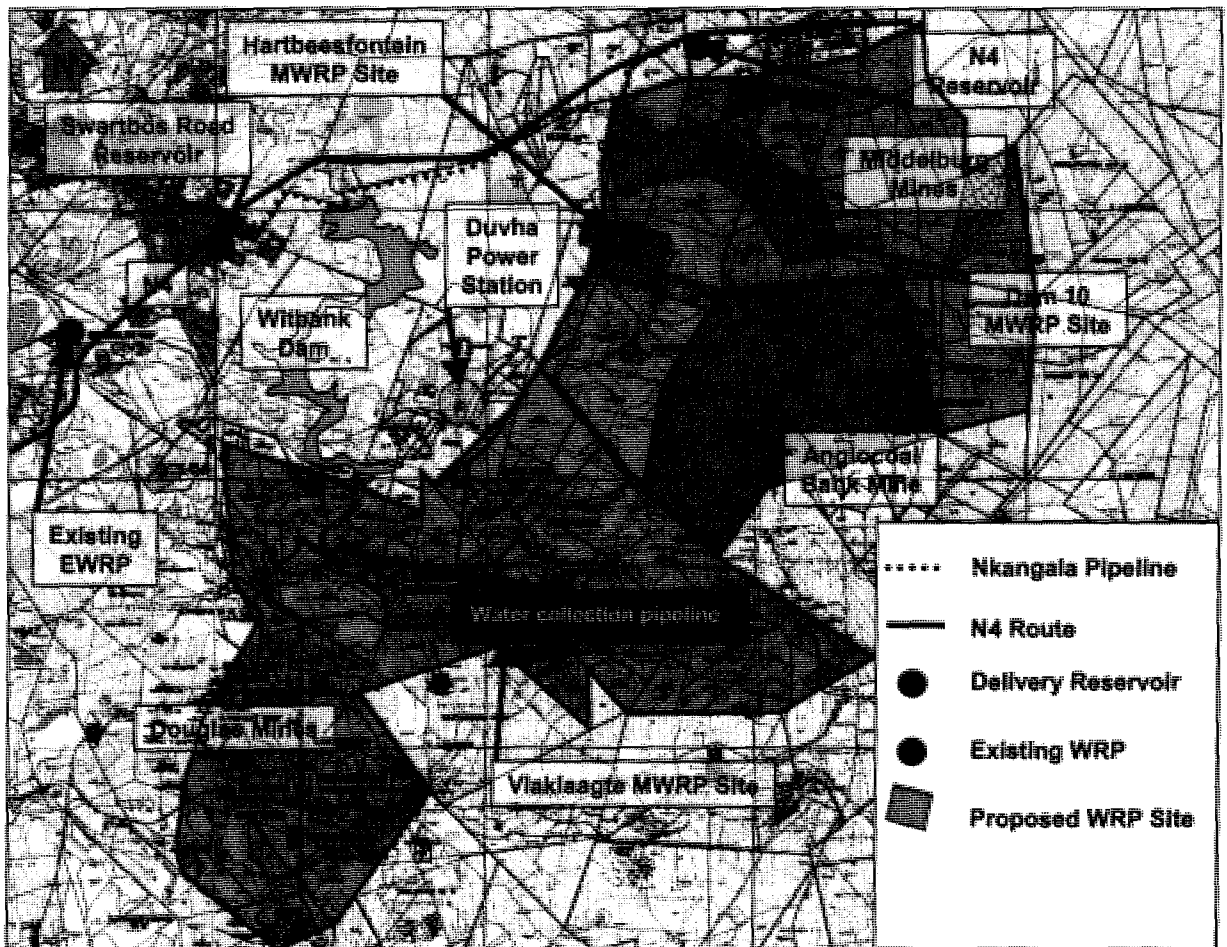 Hartbeesfontein
MWRP Site
N4
Reservoir
Swartbos Road
Reservoir
Middelburg
Mines
Duvha
Power
Station
N4
Witbank
Dam
Dam 10
MWRP Site
Anglocoal
Bank Mine
Existing
EWRP
Water collection pipeline
Douglas Mines
Vlaklaagte MWRP Site
Nkangala Pipeline
N4 Route
Delivery Reservoir
Existing WRP
Proposed WRP Site